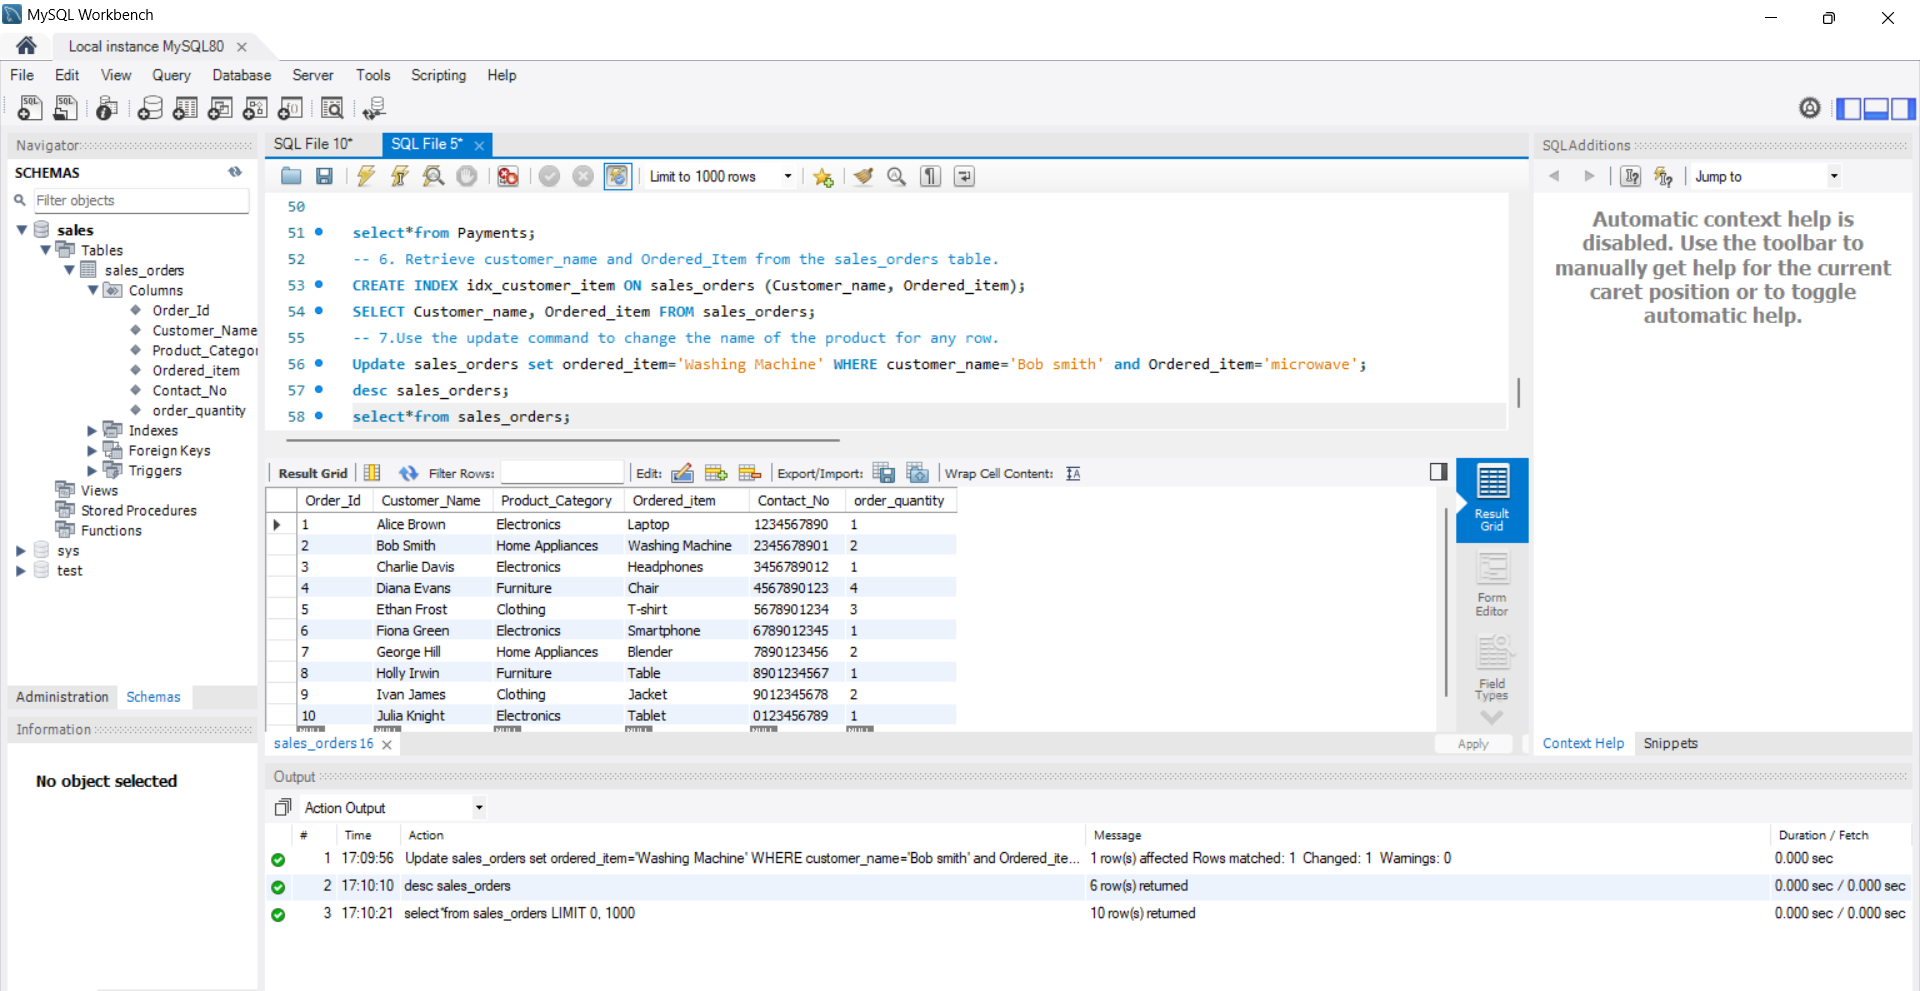 MySQL Workbench
Local instance MySQL80
File Edit View Query Database Server Tools Scripting Help
Navigator
SCHEMAS
Filter objects
sales
Tables
sales_orders
Columns
Order_Id
Customer_Name
Product_Categor
Ordered_item
Contact_No
order_quantity
Indexes
Foreign Keys
Triggers
Views
Stored Procedures
Functions
sys
test
Administration Schemas
Information
No object selected
SQL File 10* SQL File 5*
Limit to 1000 rows
50
51 select*from Payments;
52 -- 6. Retrieve customer_name and Ordered_Item from the sales_orders table.
53 CREATE INDEX idx_customer_item ON sales_orders (Customer_name, Ordered_item);
54 SELECT Customer_name, Ordered_item FROM sales_orders;
55 -- 7.Use the update command to change the name of the product for any row.
56 Update sales_orders set ordered_item='Washing Machine' WHERE customer_name='Bob smith' and Ordered_item='microwave';
57 desc sales_orders;
58 select*from sales_orders;
Result Grid Filter Rows: Edit: Export/Import: Wrap Cell Content:
Order_Id Customer_Name Product_Category Ordered_item Contact_No order_quantity
1 Alice Brown Electronics Laptop 1234567890 1
2 Bob Smith Home Appliances Washing Machine 2345678901 2
3 Charlie Davis Electronics Headphones 3456789012 1
4 Diana Evans Furniture Chair 4567890123 4
5 Ethan Frost Clothing T-shirt 5678901234 3
6 Fiona Green Electronics Smartphone 6789012345 1
7 George Hill Home Appliances Blender 7890123456 2
8 Holly Irwin Furniture Table 8901234567 1
9 Ivan James Clothing Jacket 9012345678 2
10 Julia Knight Electronics Tablet 0123456789 1
NULL NULL NULL NULL NULL NULL
Result
Grid
Form
Editor
Field
Types
sales_orders 16
Apply
SQLAdditions
Jump to
Automatic context help is
disabled. Use the toolbar to
manually get help for the current
caret position or to toggle
automatic help.
Context Help Snippets
Output
Action Output
# Time Action Message Duration / Fetch
1 17:09:56 Update sales_orders set ordered_item='Washing Machine' WHERE customer_name='Bob smith' and Ordered_ite... 1 row(s) affected Rows matched: 1 Changed: 1 Warnings: 0 0.000 sec
2 17:10:10 desc sales_orders 6 row(s) returned 0.000 sec / 0.000 sec
3 17:10:21 select*from sales_orders LIMIT 0, 1000 10 row(s) returned 0.000 sec / 0.000 sec